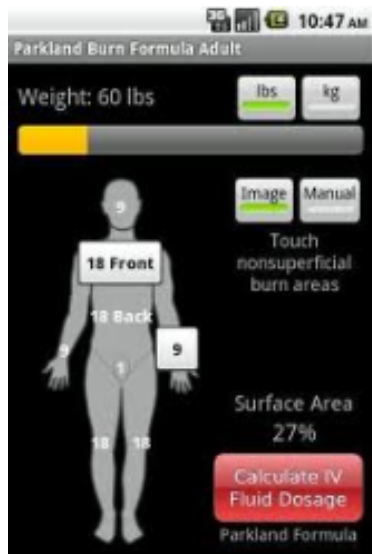 10:47 AM
Parkland Burn Formula Adult
Weight: 60 lbs
lbs
kg
Image
Manual
9
Touch
nonsuperficial
burn areas
18 Front
18 Back
9
9
1
18
18
Surface Area
27%
Calculate IV
Fluid Dosage
Parkland Formula